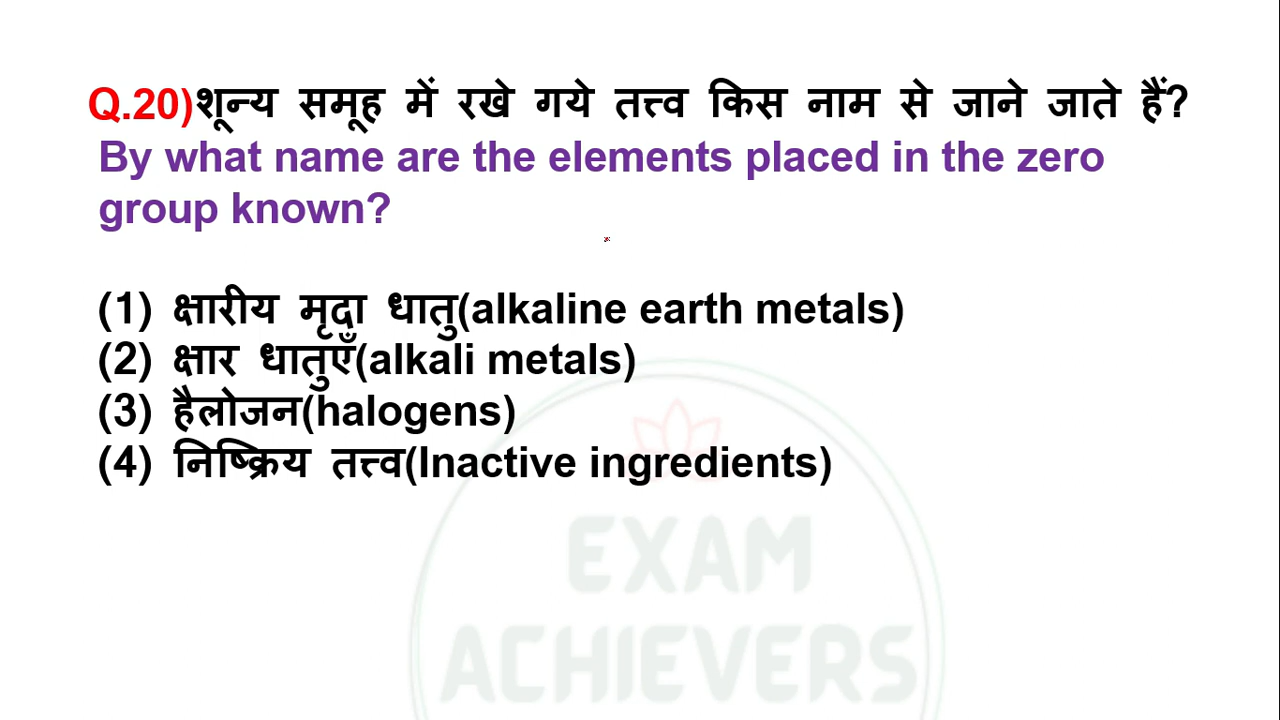 Q.20)शून्य समूह में रखे गये तत्त्व किस नाम से जाने जाते हैं?
By what name are the elements placed in the zero
group known?
(1) क्षारीय मृदा धातु(alkaline earth metals)
(2) क्षार धातुएँ(alkali metals)
(3) हैलोजन(halogens)
(4) निष्क्रिय तत्त्व(Inactive ingredients)
EXAM
ACHIEVERS